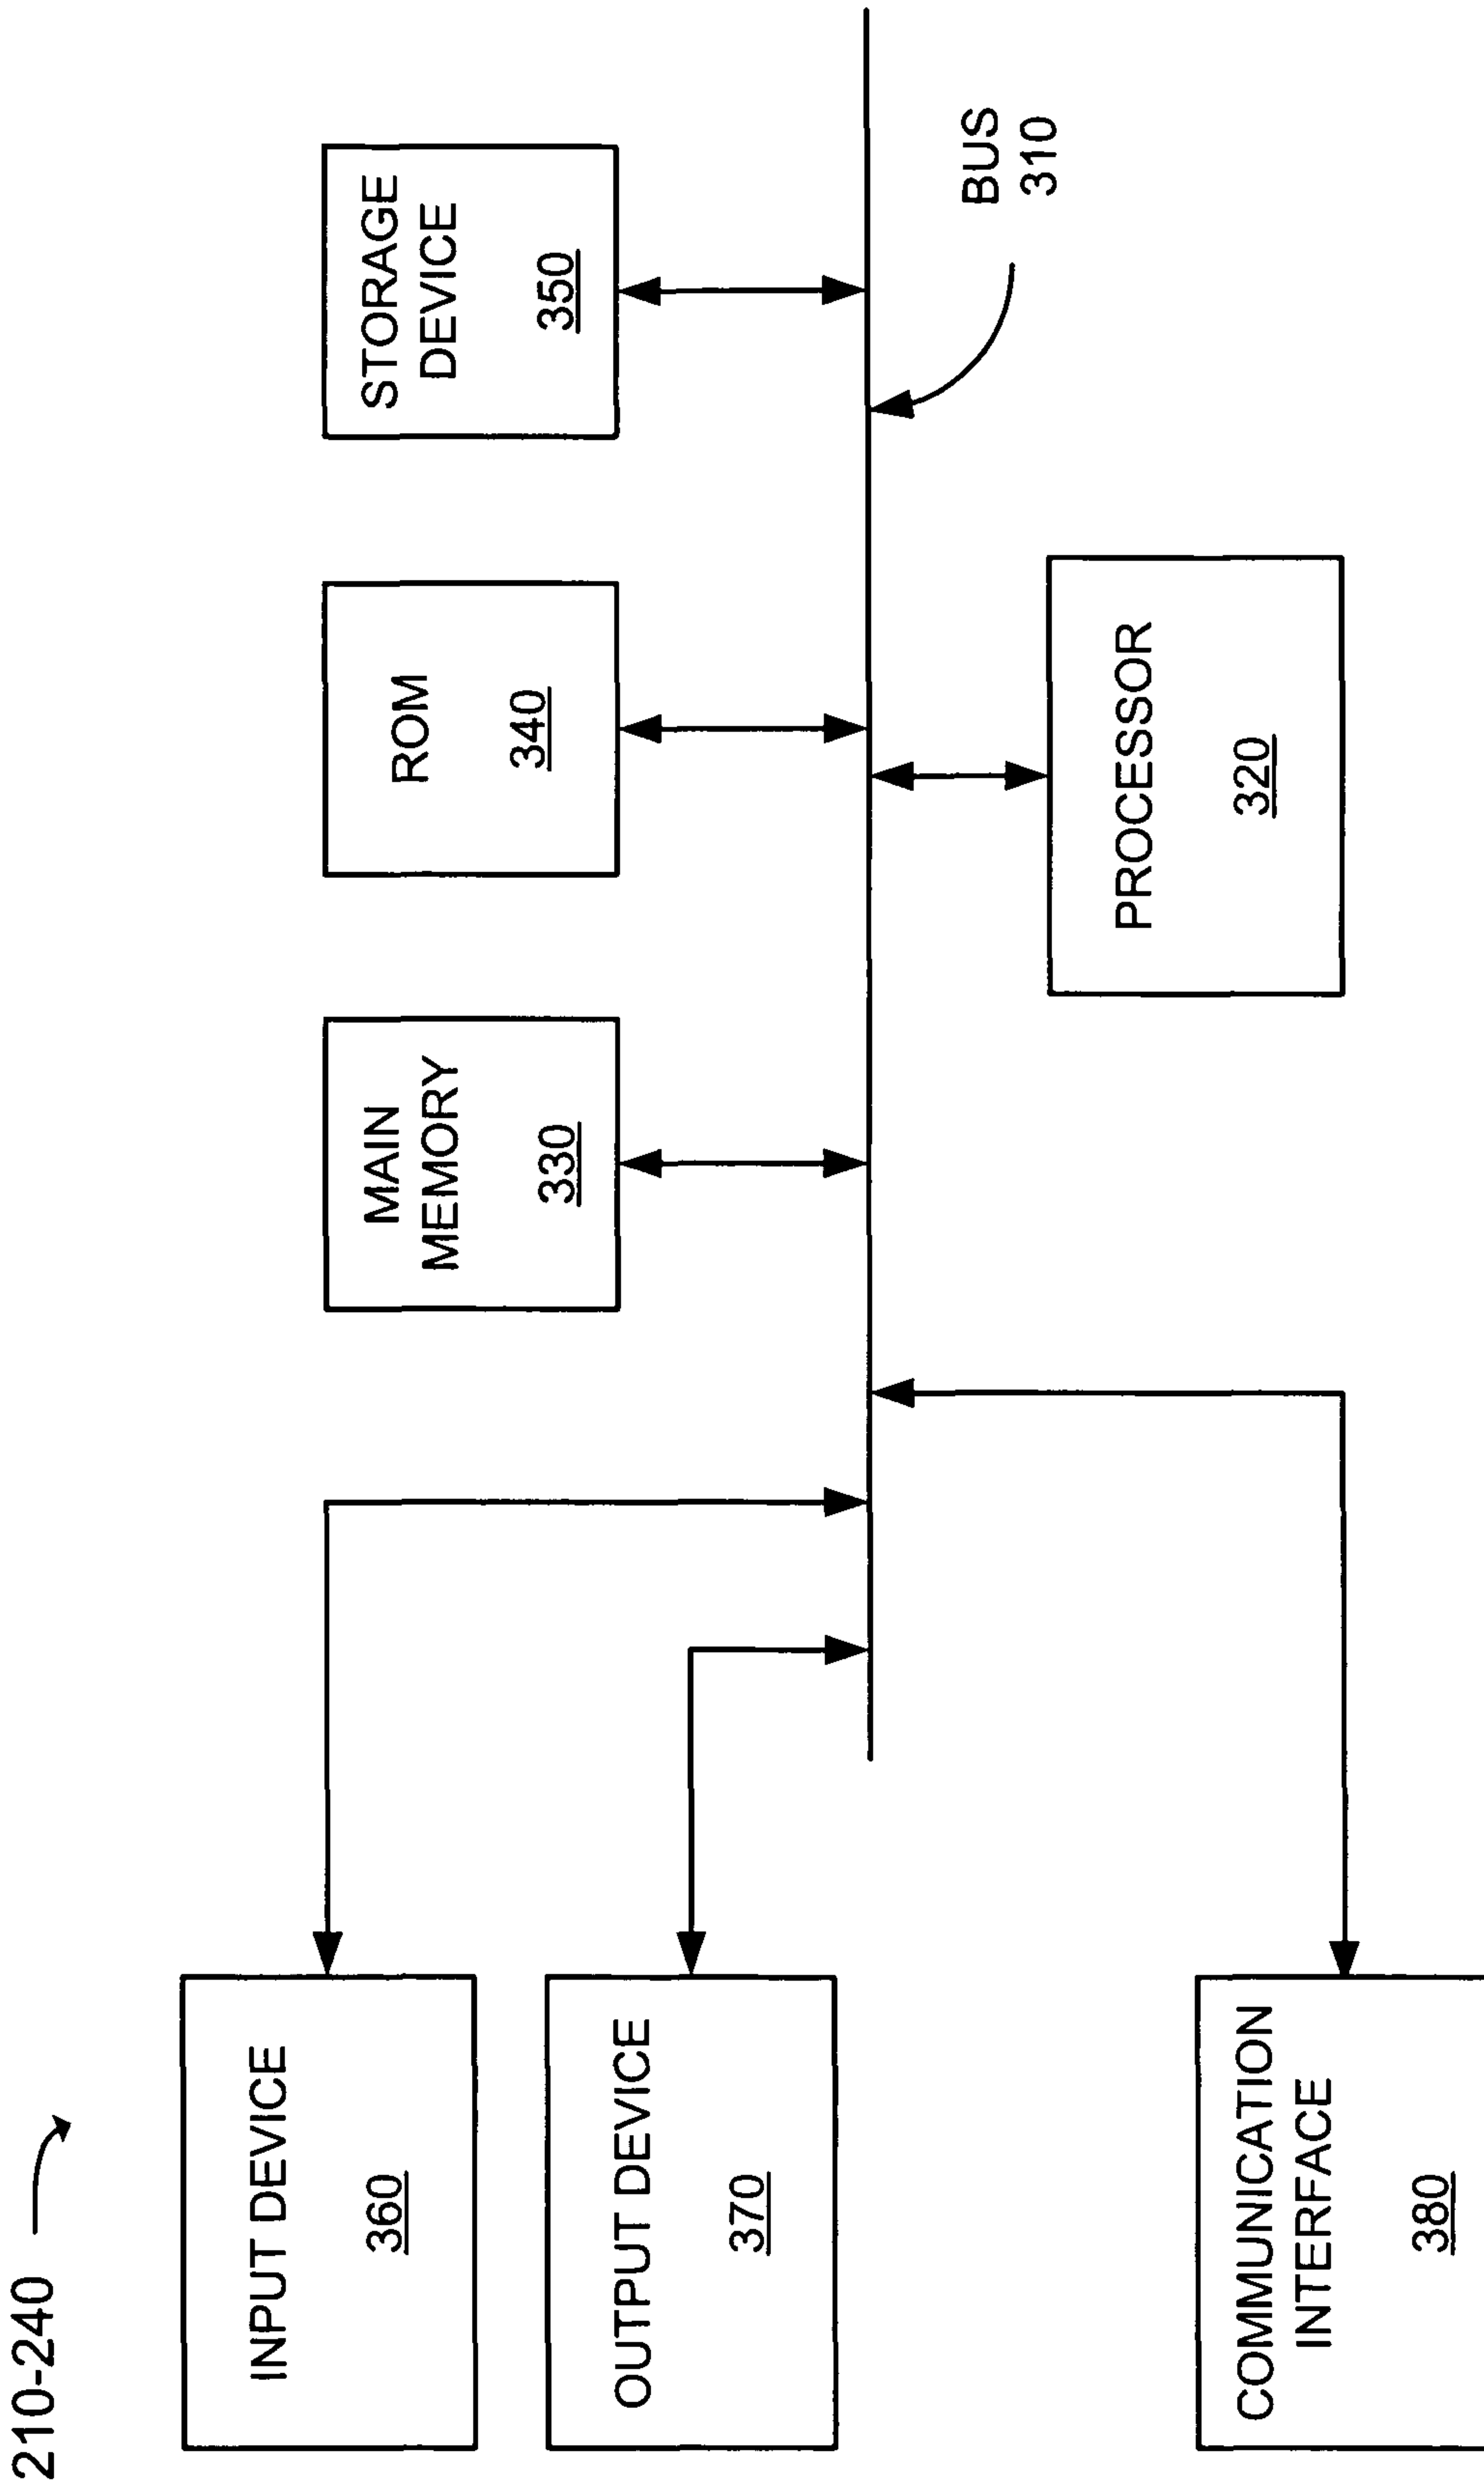 210-240
INPUT DEVICE
360
OUTPUT DEVICE
370
COMMUNICATION
INTERFACE
380
MAIN
MEMORY
330
ROM
340
STORAGE
DEVICE
350
PROCESSOR
320
BUS
310